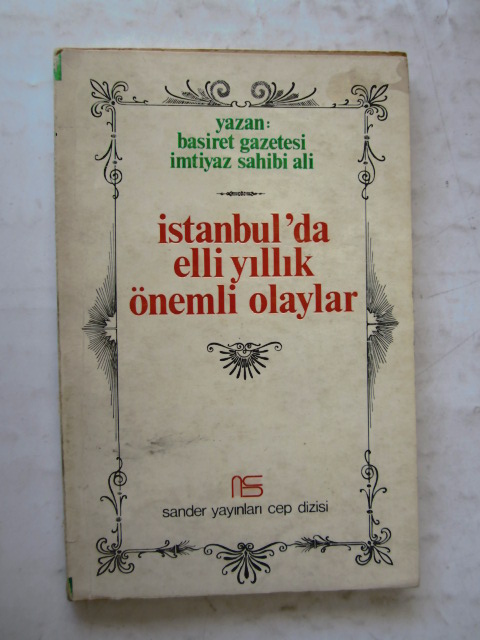 yazan:
basiret gazetesi
imtiyaz sahibi ali
istanbul'da
elli yıllık
önemli olaylar
sander yayınları cep dizisi